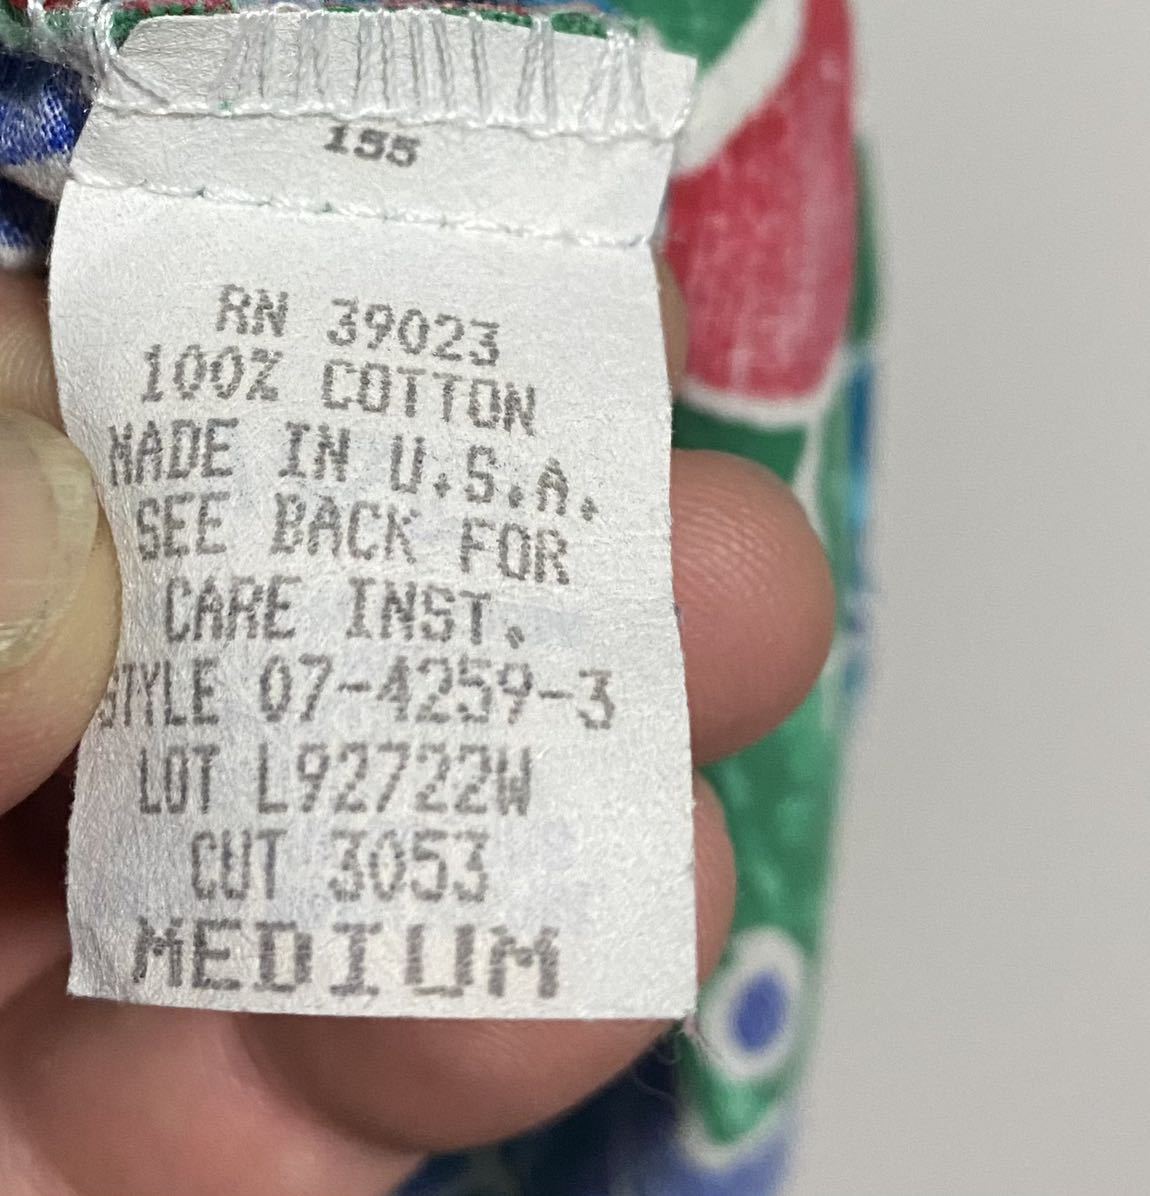 155
RN 39023
100% COTTON
MADE IN U.S.A.
SEE BACK FOR
CARE INST.
STYLE 07-4259-3
LOT L92722W
CUT 3053
MEDIUM